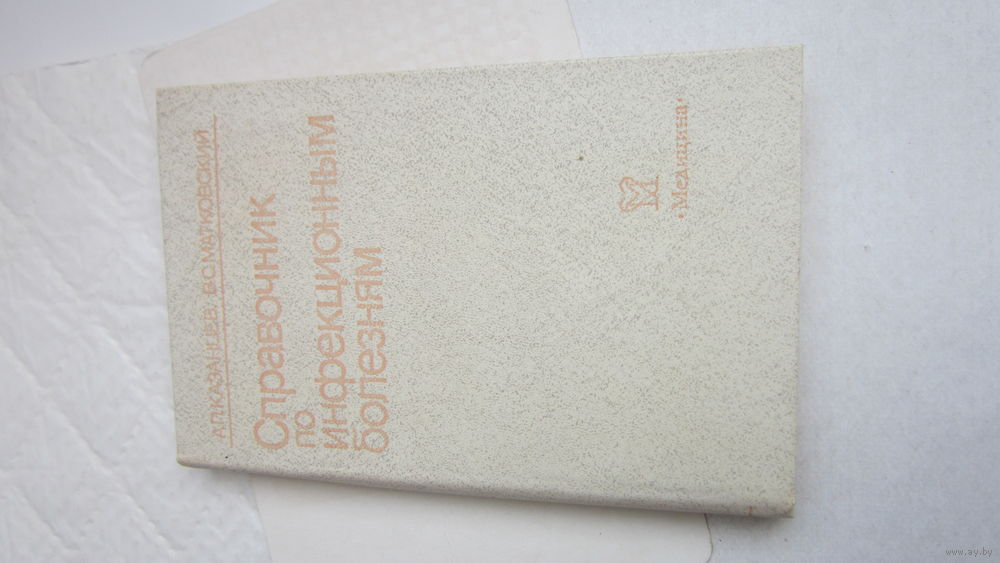 А.П.КАЗАНЦЕВ, В.С.МАТКОВСКИЙ
Справочник
по
инфекционным
болезням
М
·Медицина·
www.ay.by